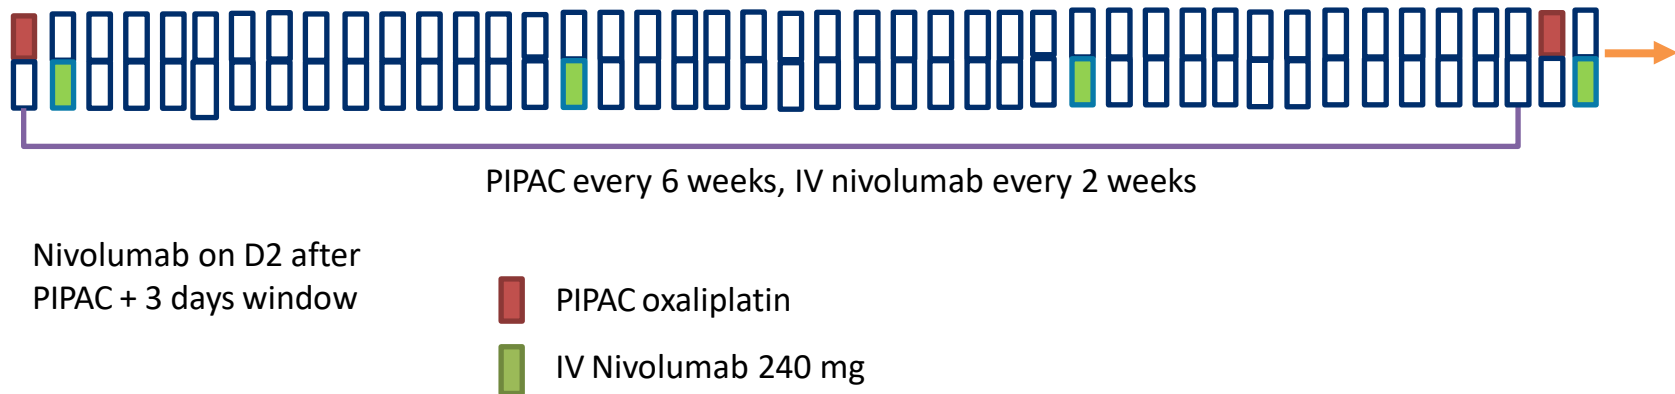 PIPAC every 6 weeks, IV nivolumab every 2 weeks
Nivolumab on D2 after
PIPAC + 3 days window
PIPAC oxaliplatin
IV Nivolumab 240 mg